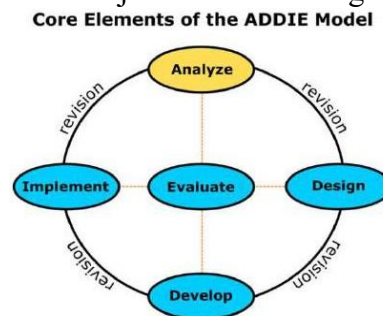 Core Elements of the ADDIE Model
Analyze
revision
revision
Implement
Evaluate
Design
revision
revision
Develop